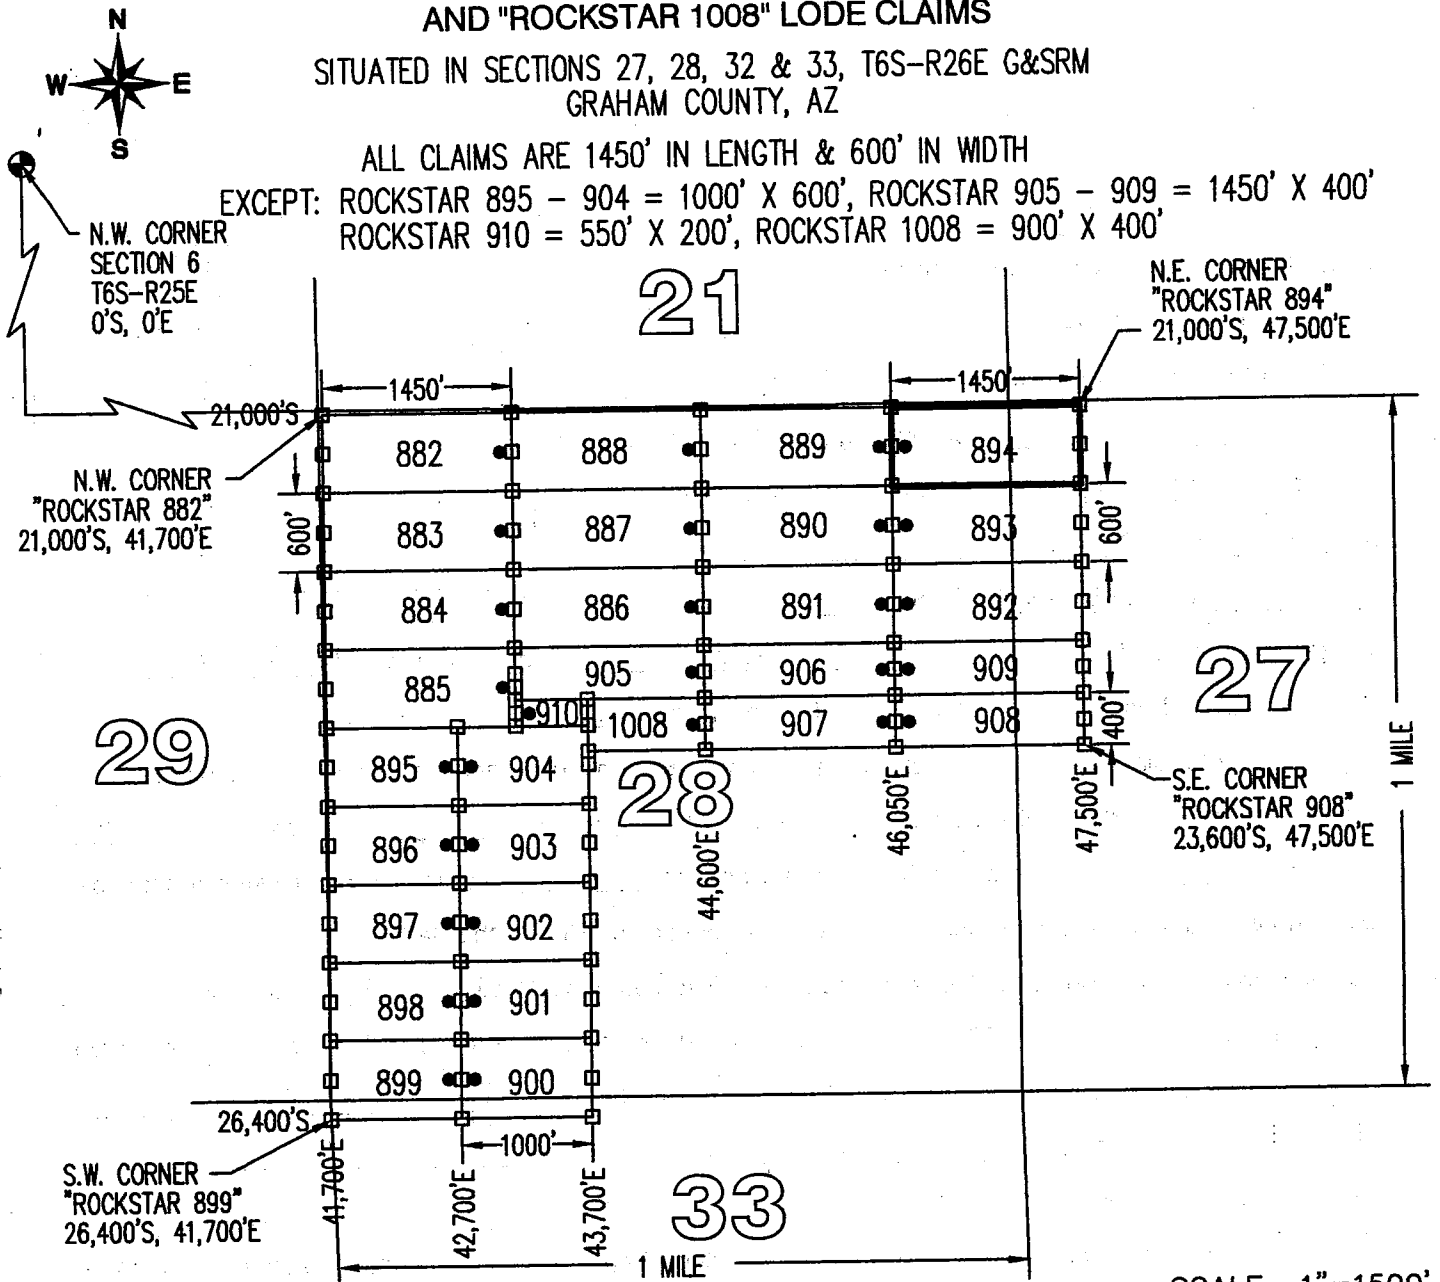 AND "ROCKSTAR 1008" LODE CLAIMS
SITUATED IN SECTIONS 27, 28, 32 & 33, T6S-R26E G&SRM
GRAHAM COUNTY, AZ
ALL CLAIMS ARE 1450' IN LENGTH & 600' IN WIDTH
EXCEPT: ROCKSTAR 895 - 904 = 1000' X 600', ROCKSTAR 905 - 909 = 1450' X 400'
ROCKSTAR 910 = 550' X 200', ROCKSTAR 1008 = 900' X 400'
N
W E
S
N.W. CORNER
SECTION 6
T6S-R25E
0'S, 0'E
21
N.E. CORNER
"ROCKSTAR 894"
21,000'S, 47,500'E
1450' 1450'
21,000'S
N.W. CORNER
"ROCKSTAR 882"
21,000'S, 41,700'E
600'
882 888 889 894
883 887 890 893
600'
884 886 891 892
885 905 906 909
910 1008 907 908
400'
27
29
28
1 MILE
895 904
896 903
897 902
898 901
899 900
44,600'E
46,050'E
47,500'E
S.E. CORNER
"ROCKSTAR 908"
23,600'S, 47,500'E
26,400'S
1000'
S.W. CORNER
"ROCKSTAR 899"
26,400'S, 41,700'E
41,700'E
42,700'E
43,700'E
33
1 MILE
SCALE 1"=1500'